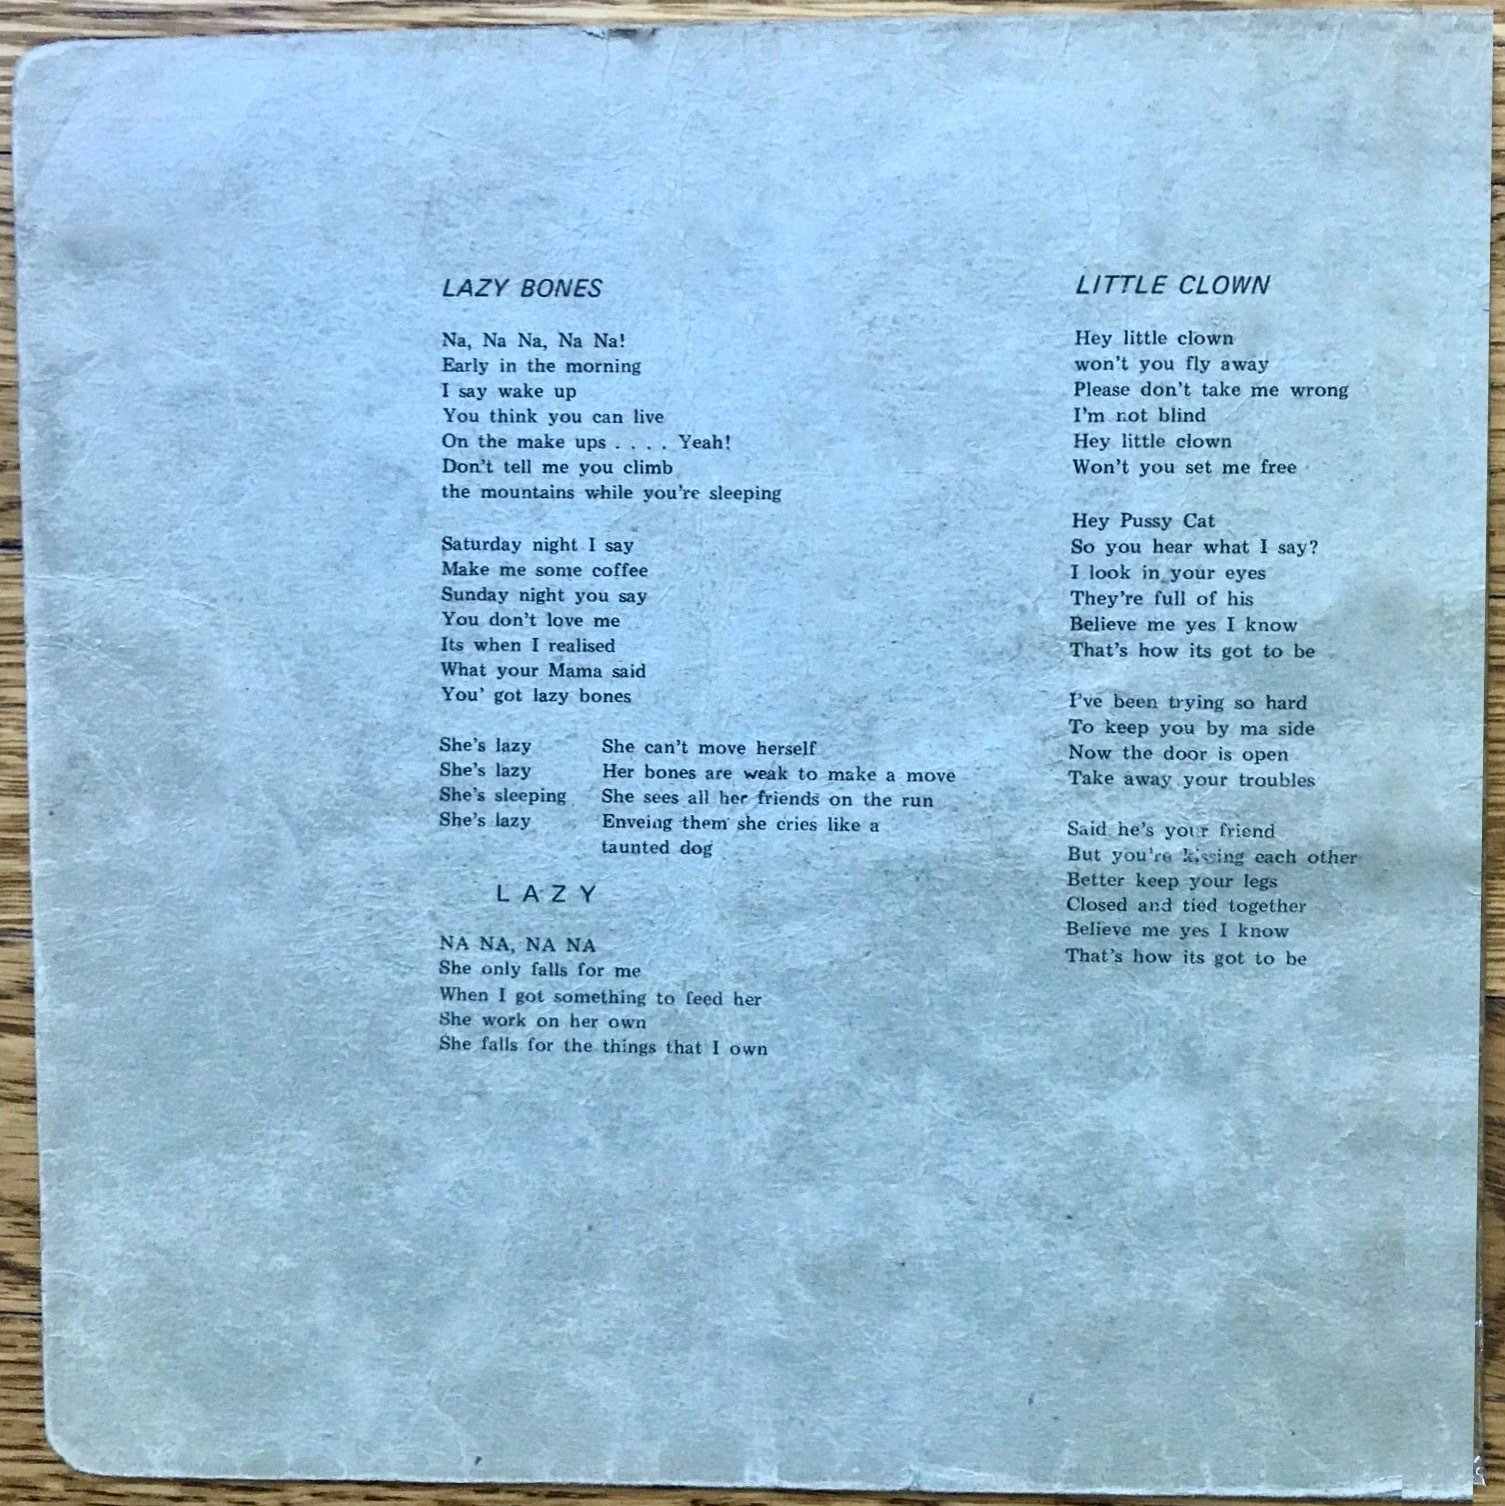 LAZY BONES
Na, Na Na, Na Na!
Early in the morning
I say wake up
You think you can live
On the make ups . . . . Yeah!
Don't tell me you climb
the mountains while you're sleeping
Saturday night I say
Make me some coffee
Sunday night you say
You don't love me
Its when I realised
What your Mama said
You' got lazy bones
She's lazy She can't move herself
She's lazy Her bones are weak to make a move
She's sleeping She sees all her friends on the run
She's lazy Enveing them she cries like a
taunted dog
L A Z Y
NA NA, NA NA
She only falls for me
When I got something to feed her
She work on her own
She falls for the things that I own
LITTLE CLOWN
Hey little clown
won't you fly away
Please don't take me wrong
I'm not blind
Hey little clown
Won't you set me free
Hey Pussy Cat
So you hear what I say?
I look in your eyes
They're full of his
Believe me yes I know
That's how its got to be
I've been trying so hard
To keep you by ma side
Now the door is open
Take away your troubles
Said he's your friend
But you're kissing each other
Better keep your legs
Closed and tied together
Believe me yes I know
That's how its got to be